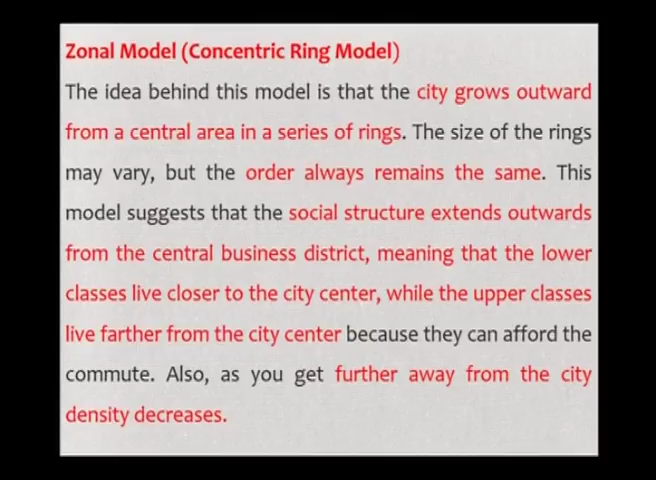 Zonal Model (Concentric Ring Model)
The idea behind this model is that the city grows outward
from a central area in a series of rings. The size of the rings
may vary, but the order always remains the same. This
model suggests that the social structure extends outwards
from the central business district, meaning that the lower
classes live closer to the city center, while the upper classes
live farther from the city center because they can afford the
commute. Also, as you get further away from the city
density decreases.